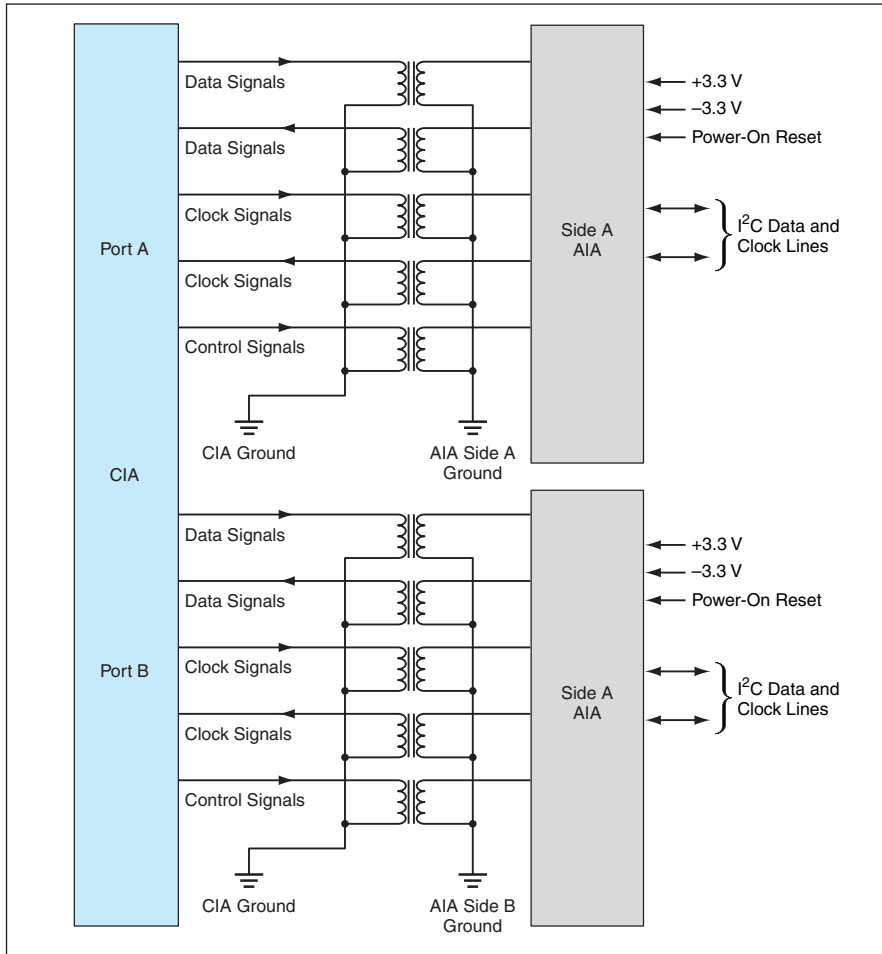 Data Signals
Data Signals
Clock Signals
Clock Signals
Control Signals
Port A
CIA Ground
AIA Side A
Ground
Side A
AIA
+3.3 V
–3.3 V
Power-On Reset
I²C Data and
Clock Lines
CIA
Data Signals
Data Signals
Clock Signals
Clock Signals
Control Signals
Port B
CIA Ground
AIA Side B
Ground
Side A
AIA
+3.3 V
–3.3 V
Power-On Reset
I²C Data and
Clock Lines